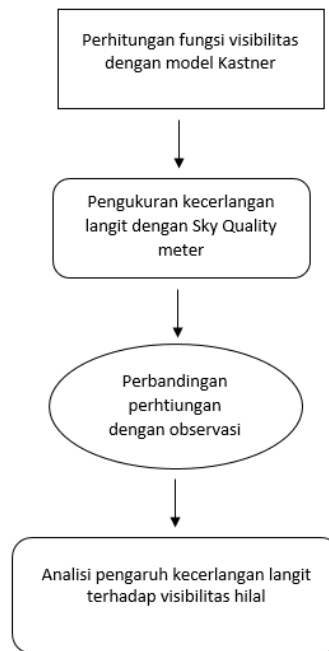 Perhitungan fungsi visibilitas
dengan model Kastner
Pengukuran kecerlangan
langit dengan Sky Quality
meter
Perbandingan
perhtiungan
dengan observasi
Analisi pengaruh kecerlangan langit
terhadap visibilitas hilal